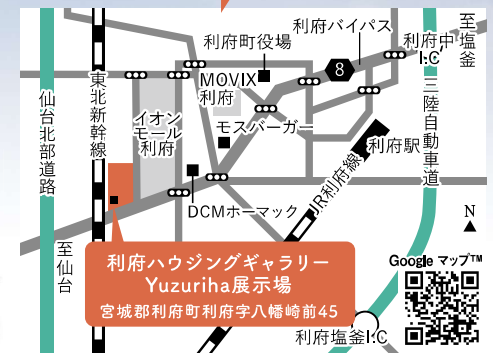 利府町役場
利府バイパス
至塩釜
利府中
I.C
8
MOVIX
利府
仙台北部道路
東北新幹線
イオン
モール
利府
モスバーガー
利府駅
三陸自動車道
JR利府線
DCMホーマック
N
至仙台
利府ハウジングギャラリー
Yuzuriha展示場
宮城郡利府町利府字八幡崎前45
Google マップ™
利府塩釜I.C